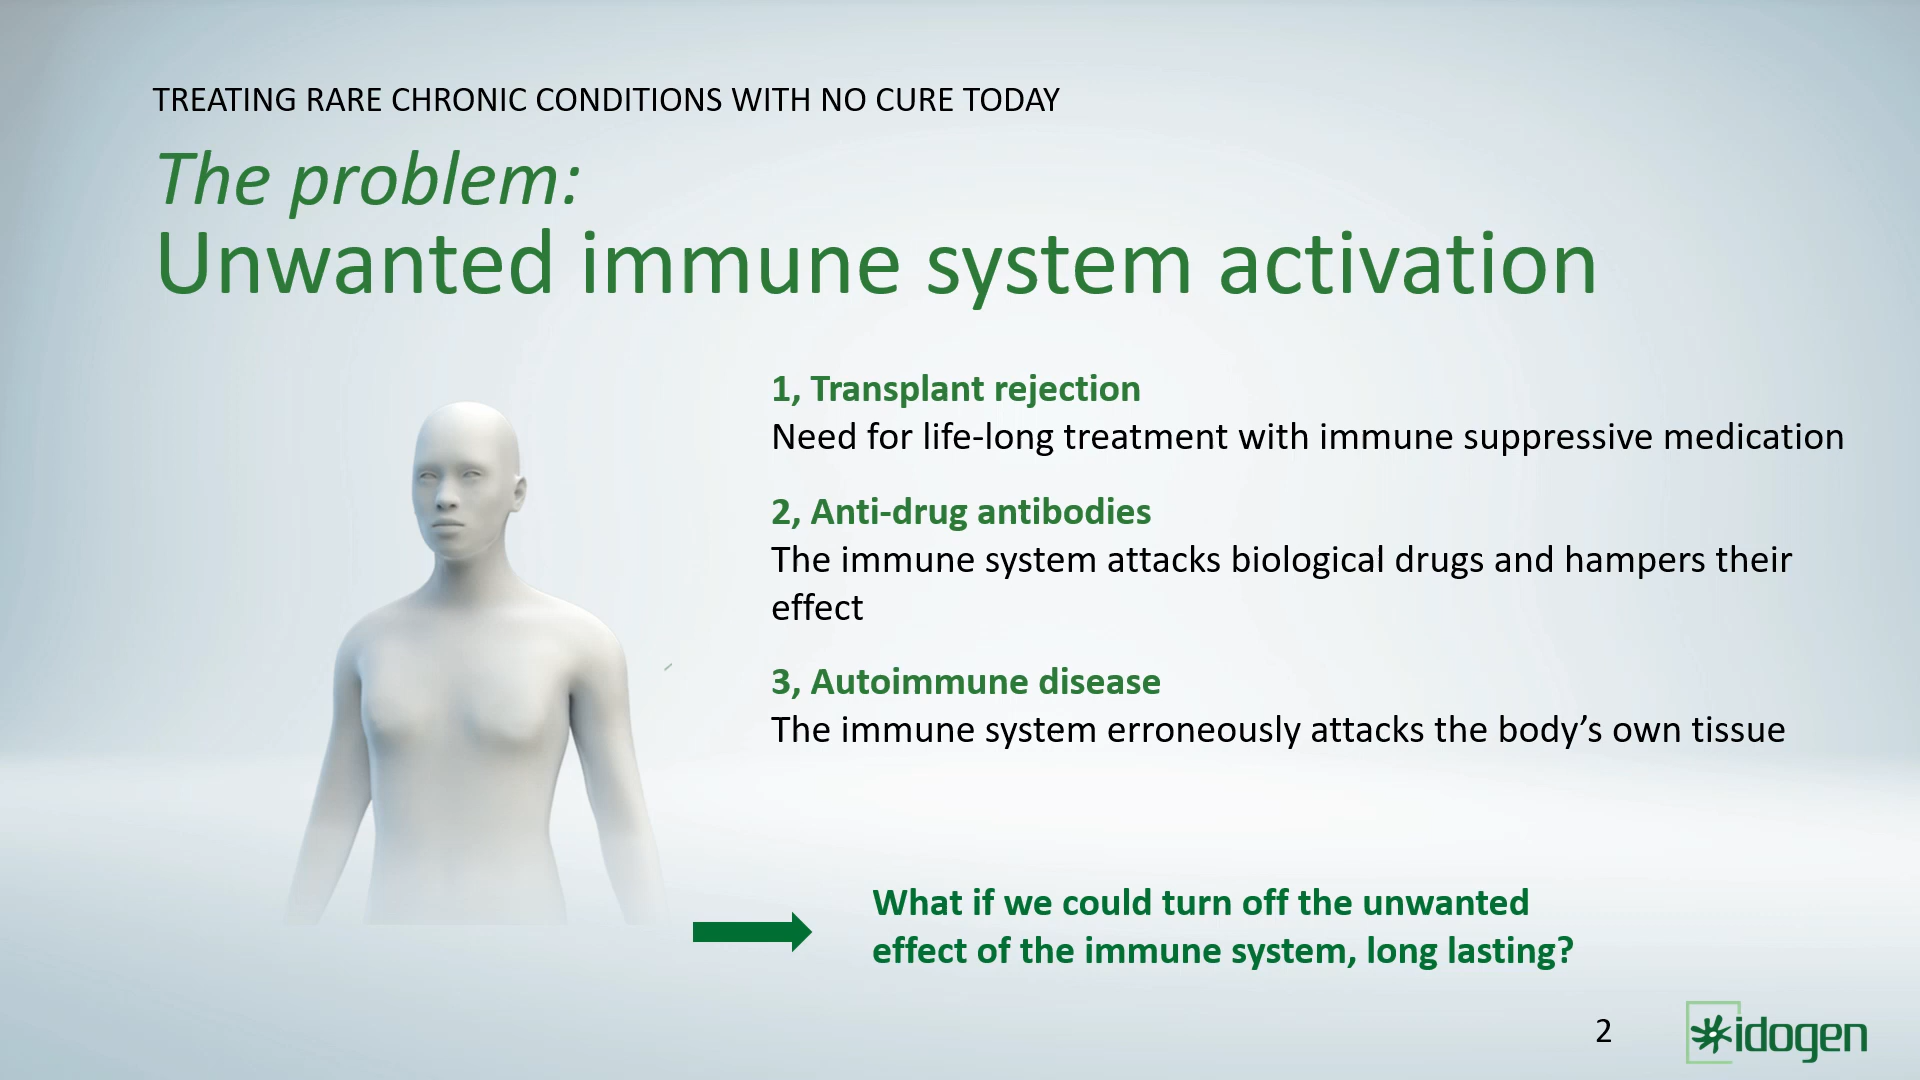 TREATING RARE CHRONIC CONDITIONS WITH NO CURE TODAY
The problem:
Unwanted immune system activation
1, Transplant rejection
Need for life-long treatment with immune suppressive medication
2, Anti-drug antibodies
The immune system attacks biological drugs and hampers their
effect
3, Autoimmune disease
The immune system erroneously attacks the body’s own tissue
What if we could turn off the unwanted
effect of the immune system, long lasting?
2
idogen